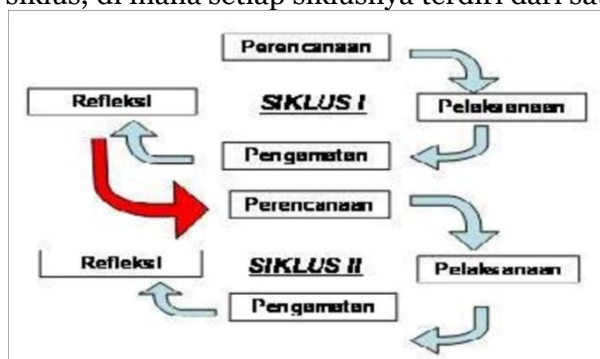 siklus, di mana setiap siklusnya terdiri dari
Perencanaan
Refleksi
SIKLUS I
Pelaksanaan
Pengamatan
Perencanaan
Refleksi
SIKLUS II
Pelaksanaan
Pengamatan